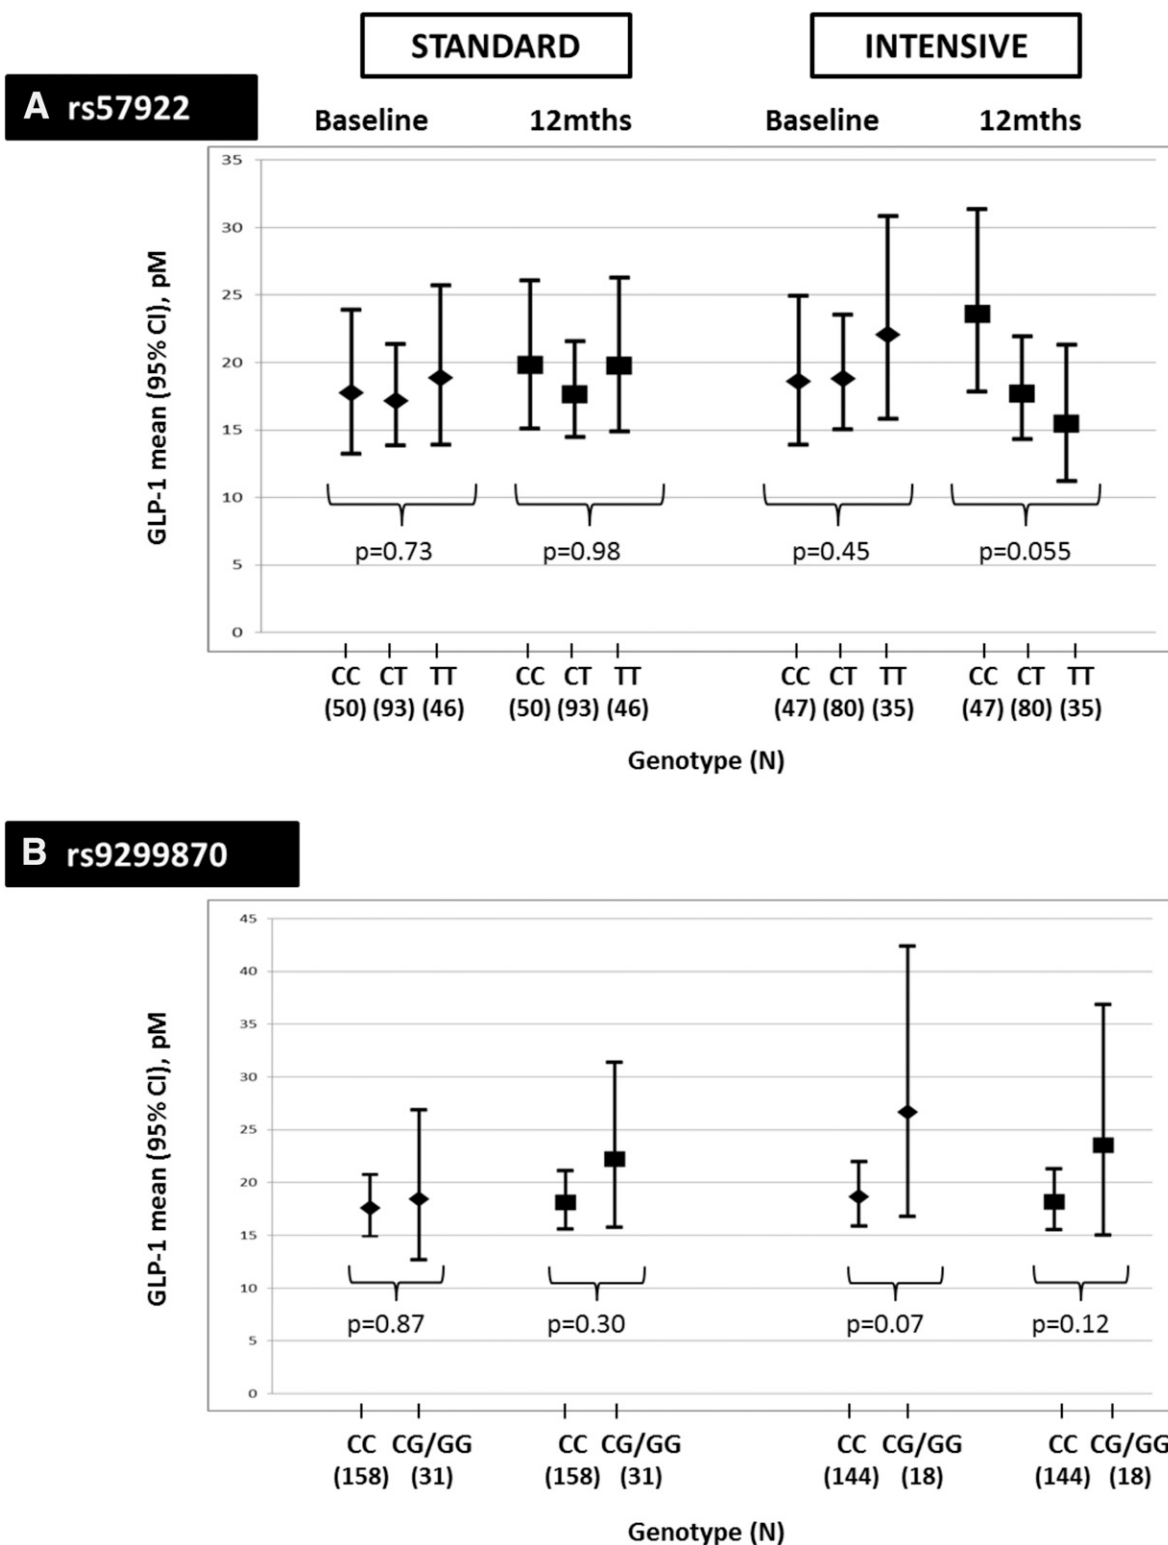 STANDARD INTENSIVE
A rs57922
Baseline 12mths Baseline 12mths
35
30
25
20
15
10
5
0
GLP-1 mean (95% CI), pM
p=0.73 p=0.98 p=0.45 p=0.055
CC CT TT CC CT TT CC CT TT CC CT TT
(50) (93) (46) (50) (93) (46) (47) (80) (35) (47) (80) (35)
Genotype (N)
B rs9299870
45
40
35
30
25
20
15
10
5
0
GLP-1 mean (95% CI), pM
p=0.87 p=0.30 p=0.07 p=0.12
CC CG/GG CC CG/GG CC CG/GG CC CG/GG
(158) (31) (158) (31) (144) (18) (144) (18)
Genotype (N)